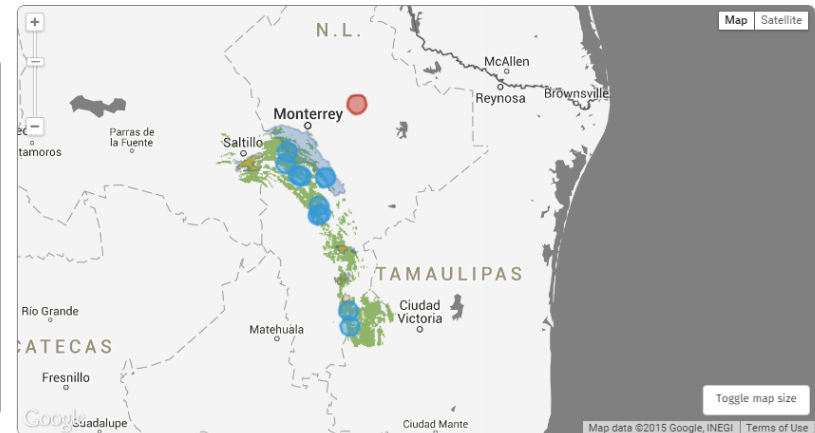 +
−
Map
Satellite
N.L.
McAllen
Reynosa
Brownsville
Monterrey
Saltillo
Parras de
la Fuente
tamoros
TAMAULIPAS
Ciudad
Victoria
Río Grande
Matehuala
CATECAS
Fresnillo
Toggle map size
Google
Guadalupe
Ciudad Mante
Map data ©2015 Google, INEGI
Terms of Use